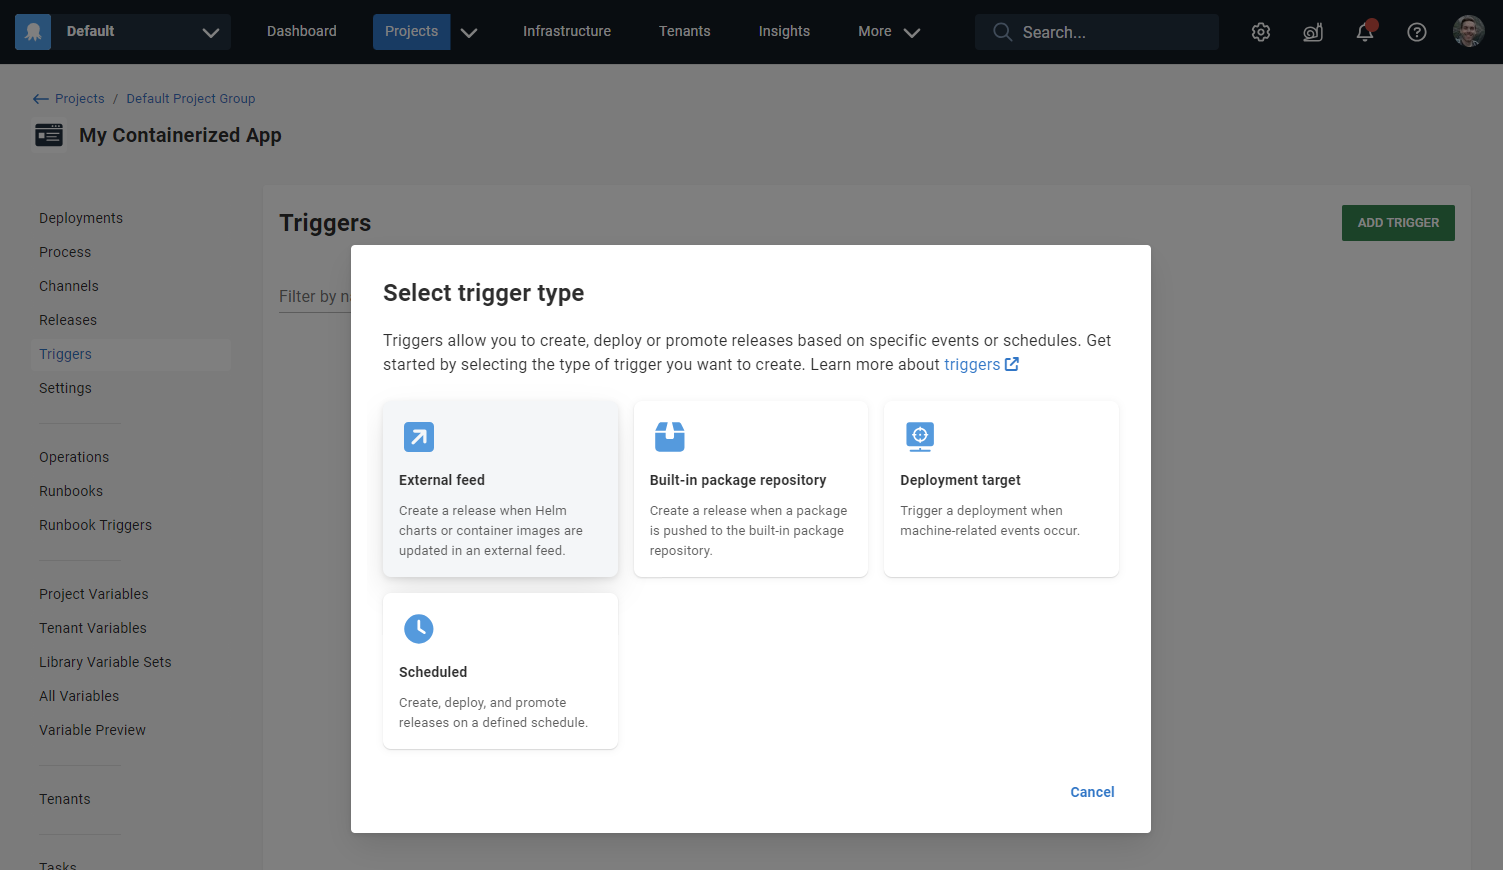 Default
Dashboard
Projects
Infrastructure
Tenants
Insights
More
Search...
Projects / Default Project Group
My Containerized App
Deployments
Process
Channels
Releases
Triggers
Settings
Operations
Runbooks
Runbook Triggers
Project Variables
Tenant Variables
Library Variable Sets
All Variables
Variable Preview
Tenants
Tasks
Triggers
ADD TRIGGER
Filter by
Select trigger type
Triggers allow you to create, deploy or promote releases based on specific events or schedules. Get
started by selecting the type of trigger you want to create. Learn more about triggers
External feed
Create a release when Helm
charts or container images are
updated in an external feed.
Built-in package repository
Create a release when a package
is pushed to the built-in package
repository.
Deployment target
Trigger a deployment when
machine-related events occur.
Scheduled
Create, deploy, and promote
releases on a defined schedule.
Cancel